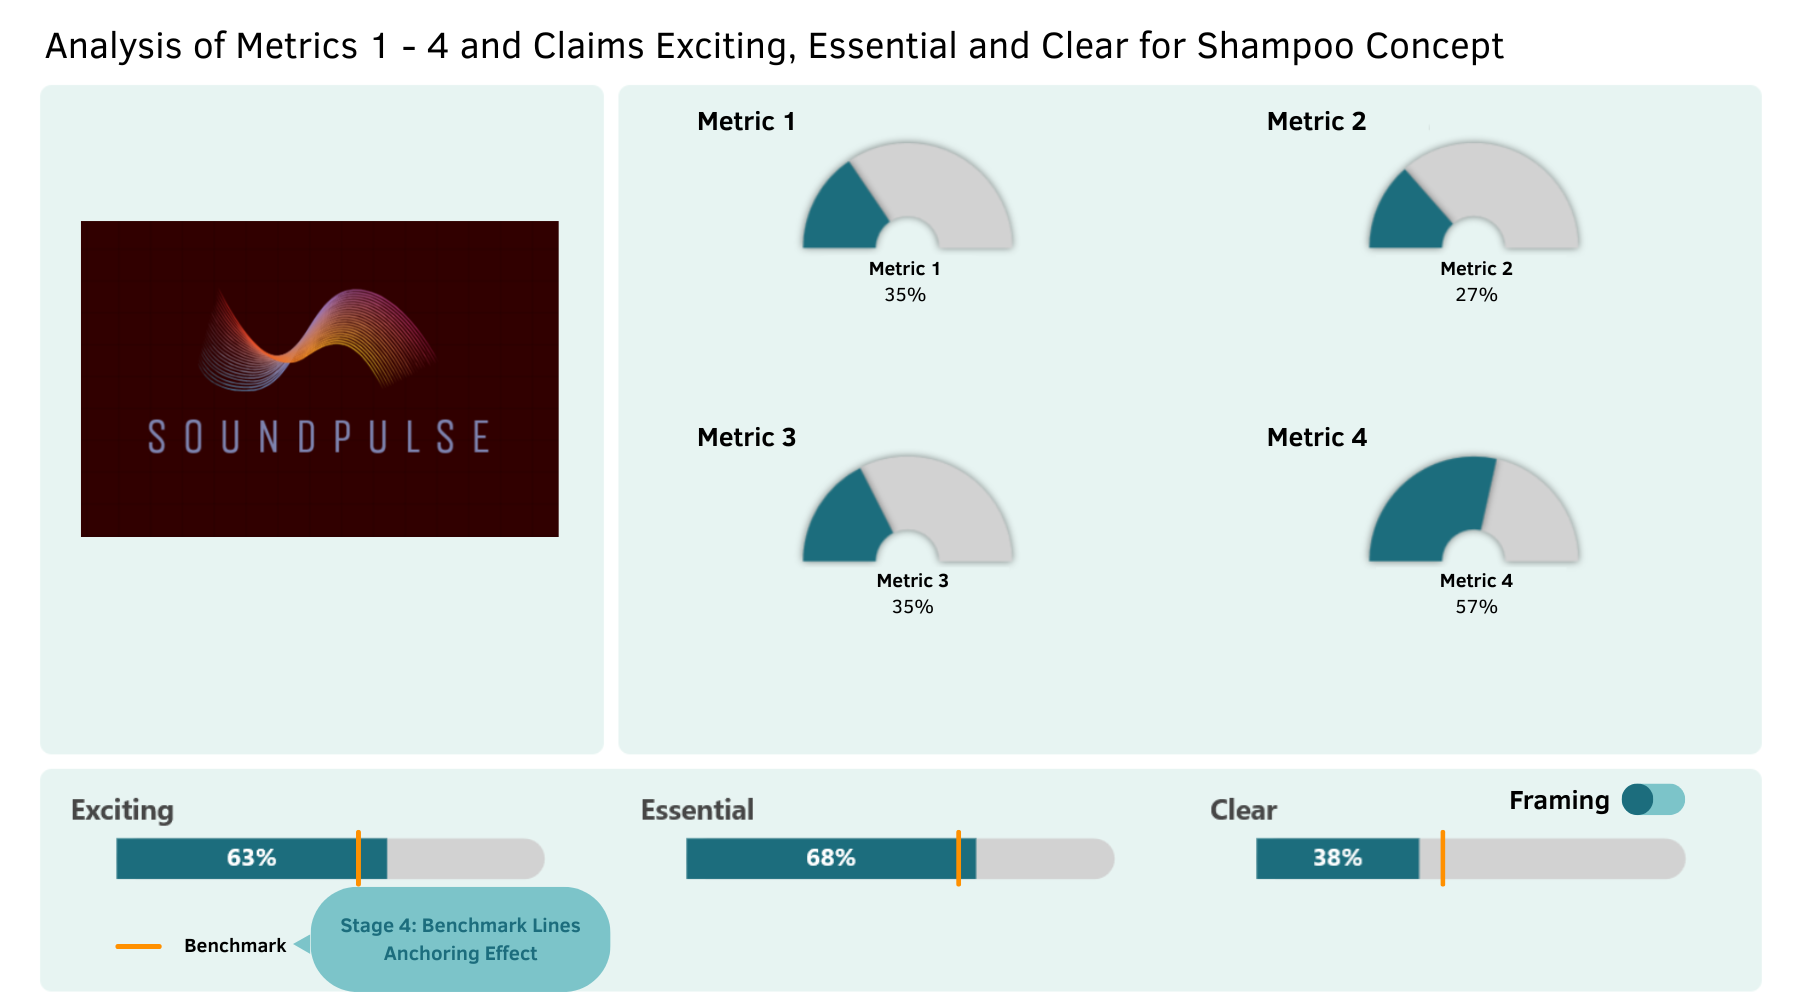 Analysis of Metrics 1 - 4 and Claims Exciting, Essential and Clear for Shampoo Concept
SOUNDPULSE
Metric 1
Metric 1
35%
Metric 2
Metric 2
27%
Metric 3
Metric 3
35%
Metric 4
Metric 4
57%
Exciting
63%
Essential
68%
Clear
38%
Framing
Benchmark
Stage 4: Benchmark Lines
Anchoring Effect